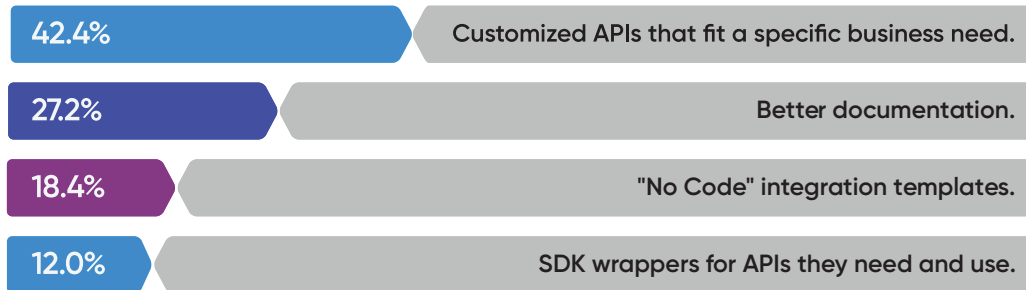 42.4% Customized APIs that fit a specific business need.
27.2% Better documentation.
18.4% "No Code" integration templates.
12.0% SDK wrappers for APIs they need and use.